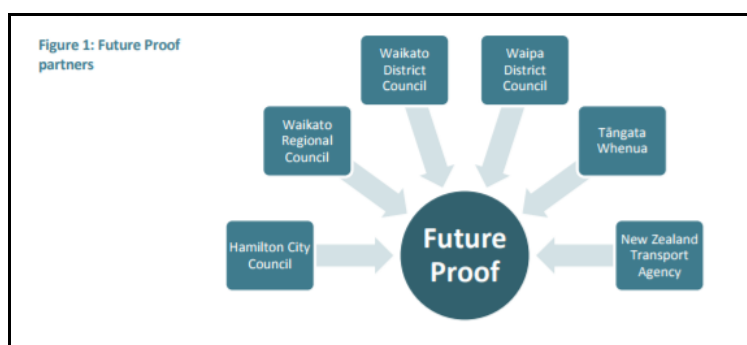 Figure 1: Future Proof
partners
Waikato
District
Council
Waipa
District
Council
Waikato
Regional
Council
Tāngata
Whenua
Hamilton City
Council
Future
Proof
New Zealand
Transport
Agency